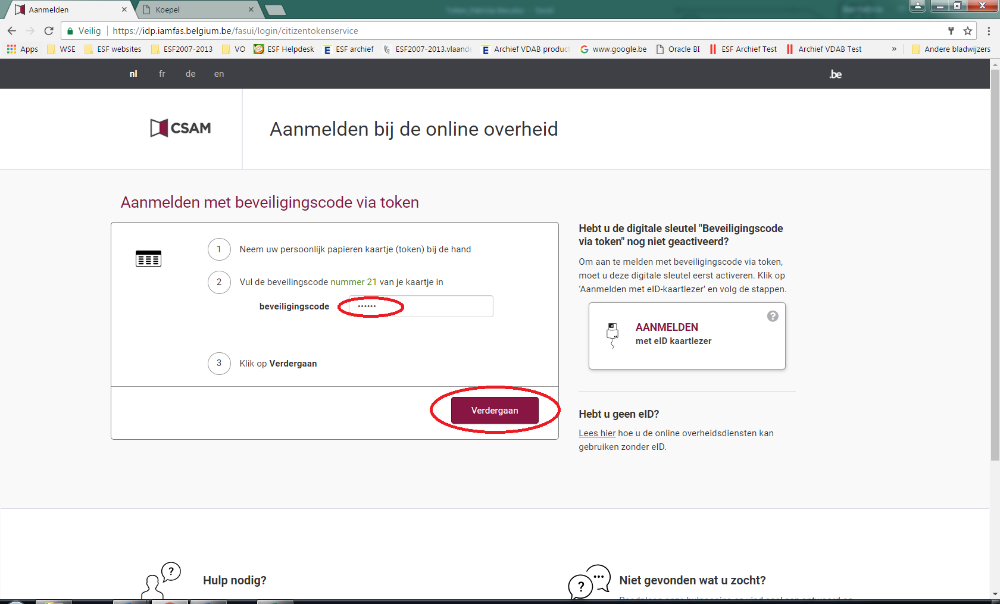 Aanmelden
Koepel
Veilig https://idp.iamfas.belgium.be/fasui/login/citizentokenservice
Apps WSE ESF websites ESF2007-2013 VO ESF Helpdesk ESF archief ESF2007-2013.vlaande Archief VDAB product www.google.be Oracle BI ESF Archief Test Archief VDAB Test » Andere bladwijzers
nl fr de en .be
CSAM
Aanmelden bij de online overheid
Aanmelden met beveiligingscode via token
1 Neem uw persoonlijk papieren kaartje (token) bij de hand
2 Vul de beveilingscode nummer 21 van je kaartje in
beveiligingscode ••••••
3 Klik op Verdergaan
Verdergaan
Hebt u de digitale sleutel "Beveiligingscode
via token" nog niet geactiveerd?
Om aan te melden met beveiligingscode via token,
moet u deze digitale sleutel eerst activeren. Klik op
‘Aanmelden met eID-kaartlezer’ en volg de stappen.
?
AANMELDEN
met eID kaartlezer
Hebt u geen eID?
Lees hier hoe u de online overheidsdiensten kan
gebruiken zonder eID.
?
Hulp nodig?
?
Niet gevonden wat u zocht?